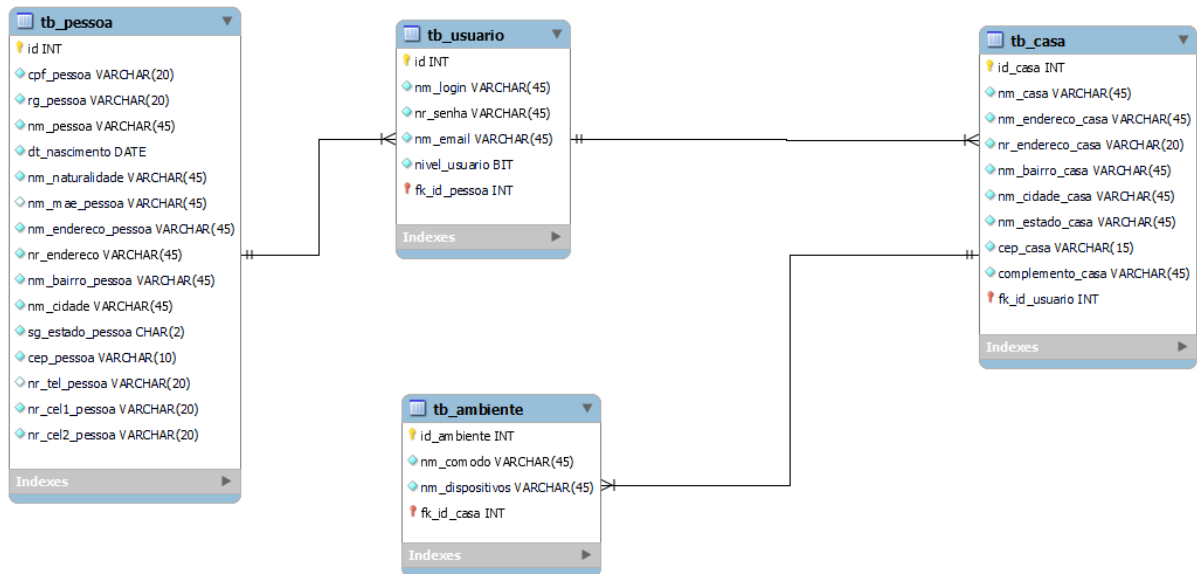 tb_pessoa
id INT
cpf_pessoa VARCHAR(20)
rg_pessoa VARCHAR(20)
nm_pessoa VARCHAR(45)
dt_nascimento DATE
nm_naturalidade VARCHAR(45)
nm_mae_pessoa VARCHAR(45)
nm_endereco_pessoa VARCHAR(45)
nr_endereco VARCHAR(45)
nm_bairro_pessoa VARCHAR(45)
nm_cidade VARCHAR(45)
sg_estado_pessoa CHAR(2)
cep_pessoa VARCHAR(10)
nr_tel_pessoa VARCHAR(20)
nr_cel1_pessoa VARCHAR(20)
nr_cel2_pessoa VARCHAR(20)
Indexes
tb_usuario
id INT
nm_login VARCHAR(45)
nr_senha VARCHAR(45)
nm_email VARCHAR(45)
nivel_usuario BIT
fk_id_pessoa INT
Indexes
tb_casa
id_casa INT
nm_casa VARCHAR(45)
nm_endereco_casa VARCHAR(45)
nr_endereco_casa VARCHAR(20)
nm_bairro_casa VARCHAR(45)
nm_cidade_casa VARCHAR(45)
nm_estado_casa VARCHAR(45)
cep_casa VARCHAR(15)
complemento_casa VARCHAR(45)
fk_id_usuario INT
Indexes
tb_ambiente
id_ambiente INT
nm_comodo VARCHAR(45)
nm_dispositivos VARCHAR(45)
fk_id_casa INT
Indexes